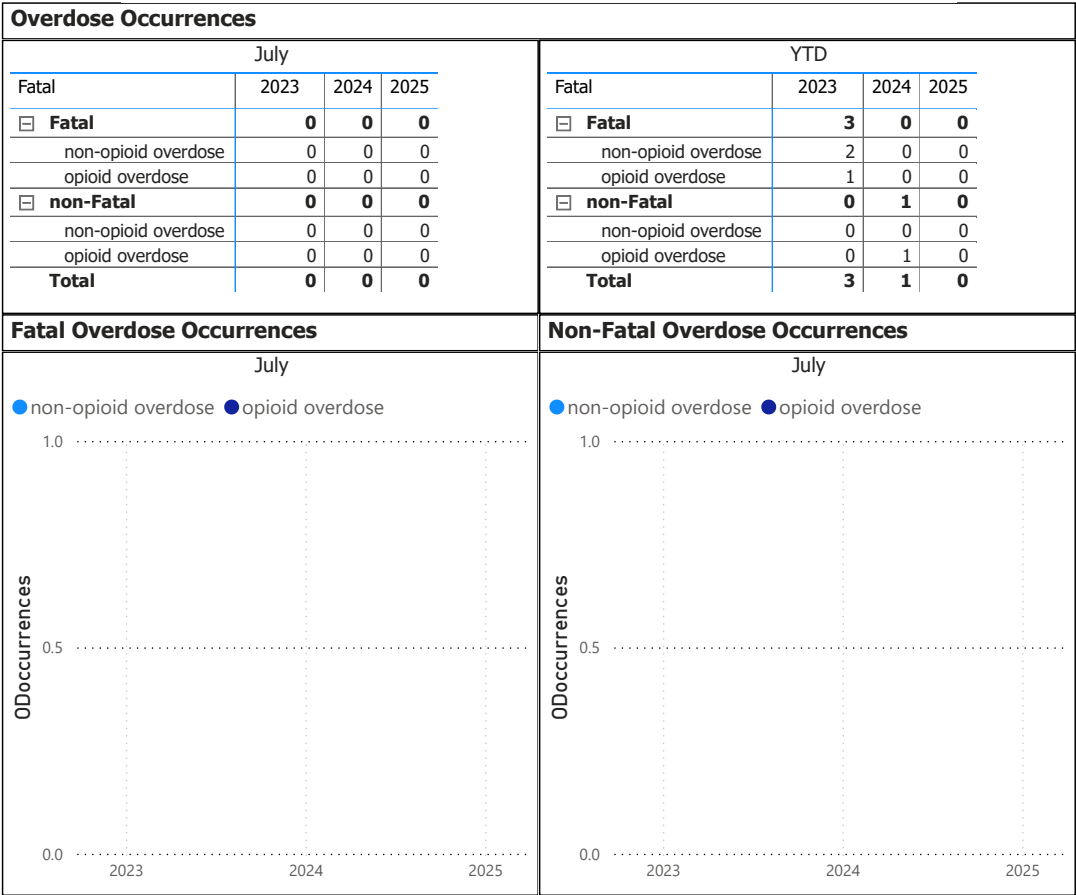 Overdose Occurrences
July
Fatal 2023 2024 2025
Fatal 0 0 0
non-opioid overdose 0 0 0
opioid overdose 0 0 0
non-Fatal 0 0 0
non-opioid overdose 0 0 0
opioid overdose 0 0 0
Total 0 0 0
YTD
Fatal 2023 2024 2025
Fatal 3 0 0
non-opioid overdose 2 0 0
opioid overdose 1 0 0
non-Fatal 0 1 0
non-opioid overdose 0 0 0
opioid overdose 0 1 0
Total 3 1 0
Fatal Overdose Occurrences
July
non-opioid overdose opioid overdose
1.0
0.5
0.0
ODoccurrences
2023 2024 2025
Non-Fatal Overdose Occurrences
July
non-opioid overdose opioid overdose
1.0
0.5
0.0
ODoccurrences
2023 2024 2025